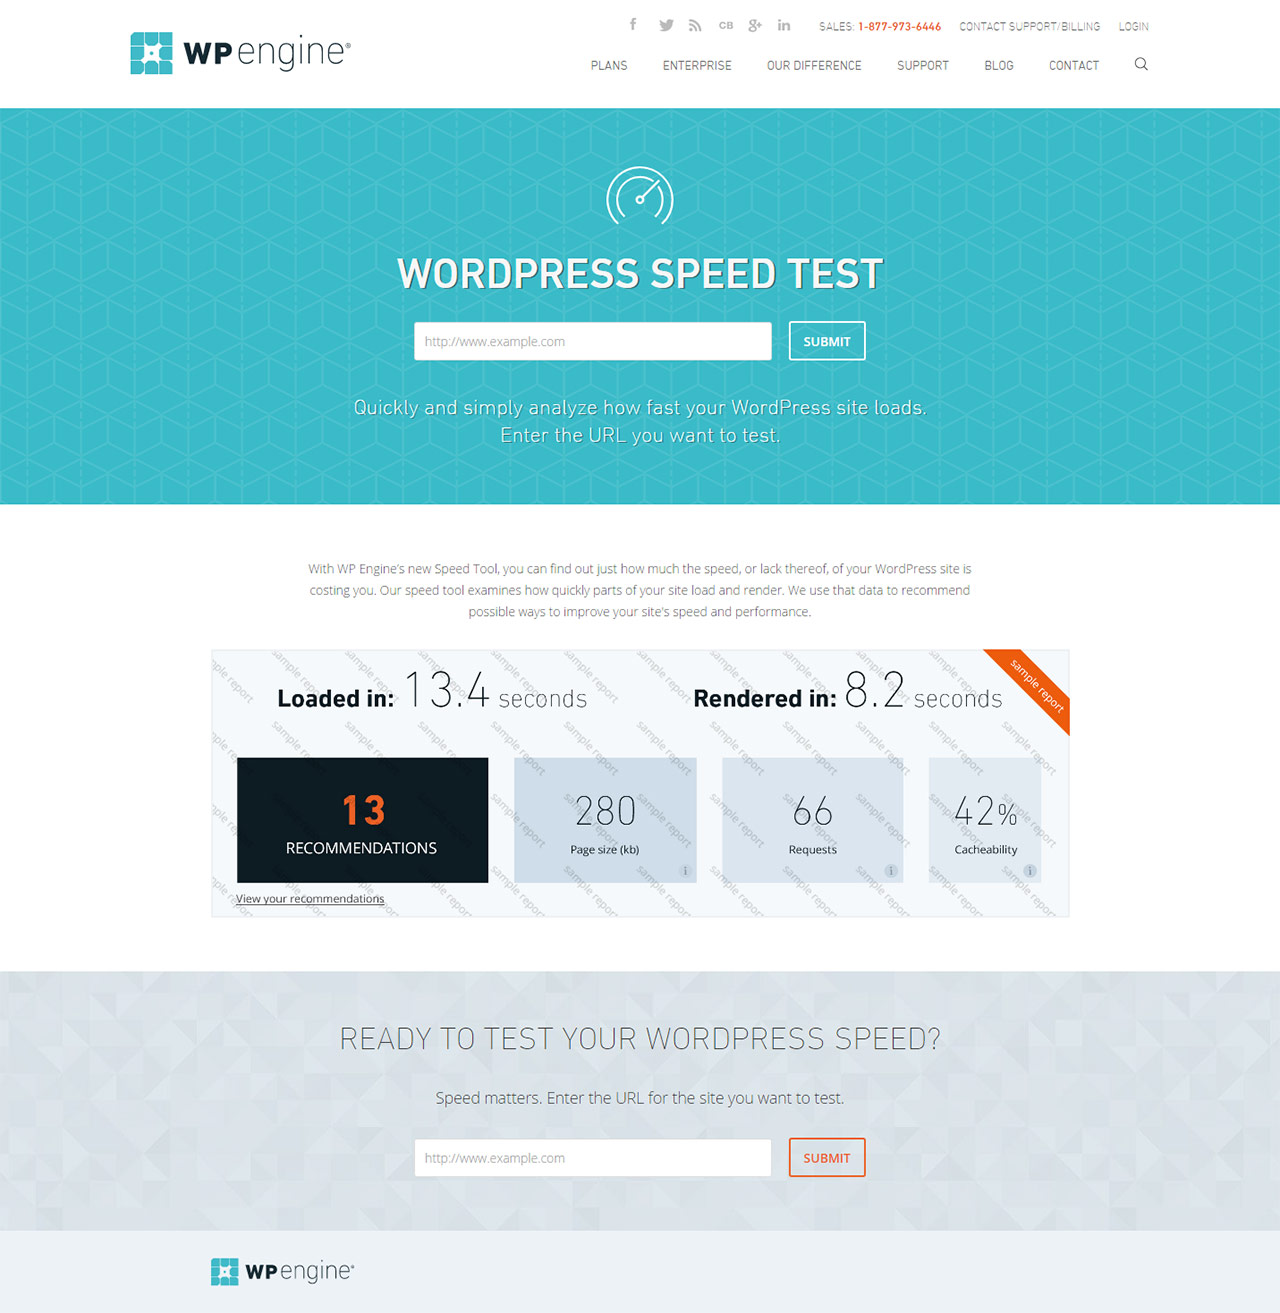 WP engine®
CB
SALES: 1-877-973-6446 CONTACT SUPPORT/BILLING LOGIN
PLANS ENTERPRISE OUR DIFFERENCE SUPPORT BLOG CONTACT
WORDPRESS SPEED TEST
http://www.example.com SUBMIT
Quickly and simply analyze how fast your WordPress site loads.
Enter the URL you want to test.
With WP Engine's new Speed Tool, you can find out just how much the speed, or lack thereof, of your WordPress site is
costing you. Our speed tool examines how quickly parts of your site load and render. We use that data to recommend
possible ways to improve your site's speed and performance.
sample report
Loaded in: 13.4 seconds Rendered in: 8.2 seconds
13
RECOMMENDATIONS
280
Page size (kb)
66
Requests
42%
Cacheability
View your recommendations
READY TO TEST YOUR WORDPRESS SPEED?
Speed matters. Enter the URL for the site you want to test.
http://www.example.com SUBMIT
WP engine®